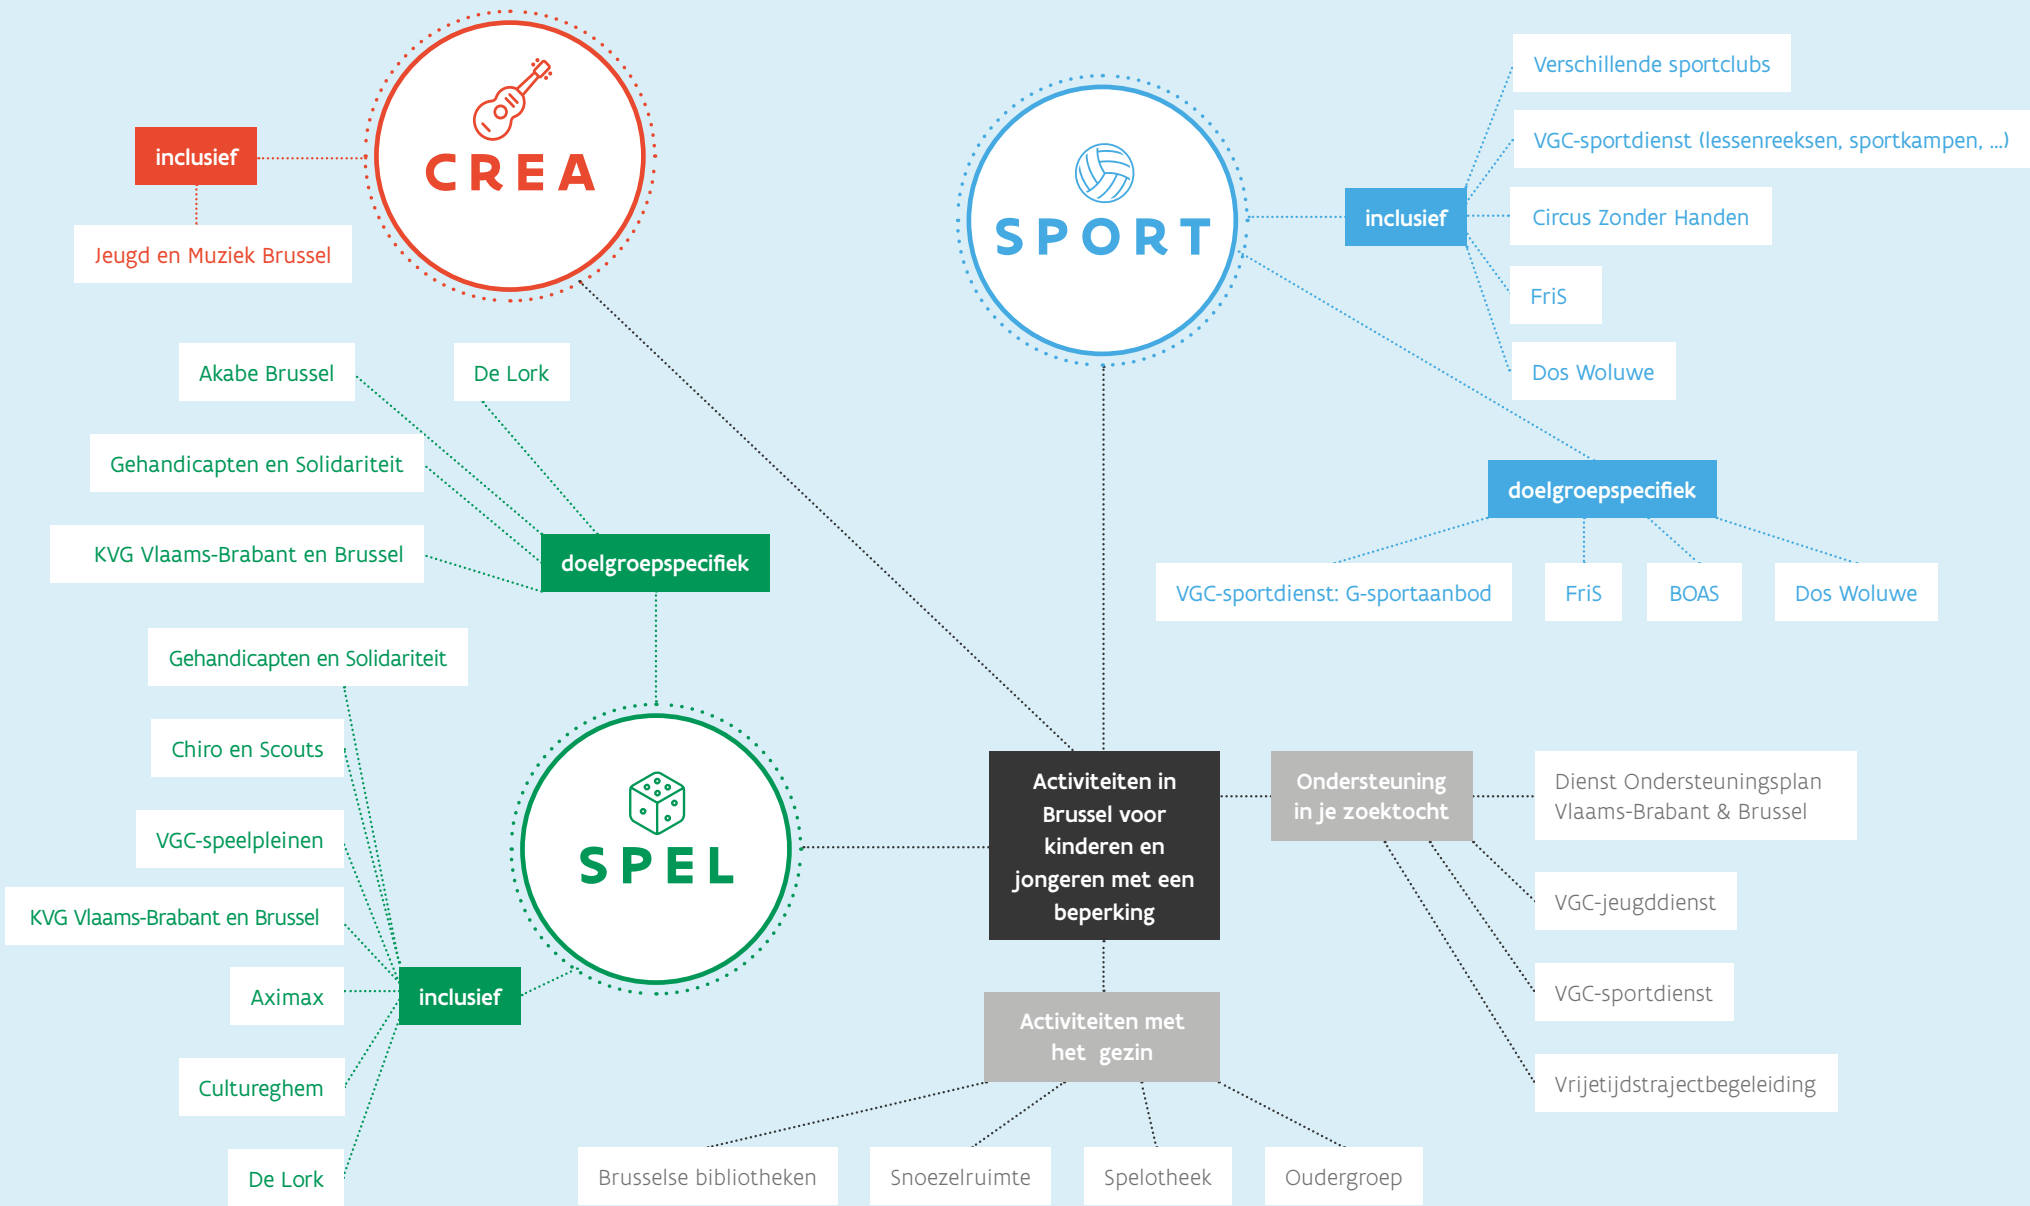 CREA
inclusief
Jeugd en Muziek Brussel
SPORT
inclusief
Verschillende sportclubs
VGC-sportdienst (lessenreeksen, sportkampen, ...)
Circus Zonder Handen
FriS
Dos Woluwe
doelgroepspecifiek
VGC-sportdienst: G-sportaanbod
FriS
BOAS
Dos Woluwe
Akabe Brussel
De Lork
Gehandicapten en Solidariteit
KVG Vlaams-Brabant en Brussel
doelgroepspecifiek
SPEL
Gehandicapten en Solidariteit
Chiro en Scouts
VGC-speelpleinen
KVG Vlaams-Brabant en Brussel
Aximax
inclusief
Cultureghem
De Lork
Activiteiten in
Brussel voor
kinderen en
jongeren met een
beperking
Ondersteuning
in je zoektocht
Dienst Ondersteuningsplan
Vlaams-Brabant & Brussel
VGC-jeugddienst
VGC-sportdienst
Vrijetijdstrajectbegeleiding
Activiteiten met
het gezin
Brusselse bibliotheken
Snoezelruimte
Spelotheek
Oudergroep